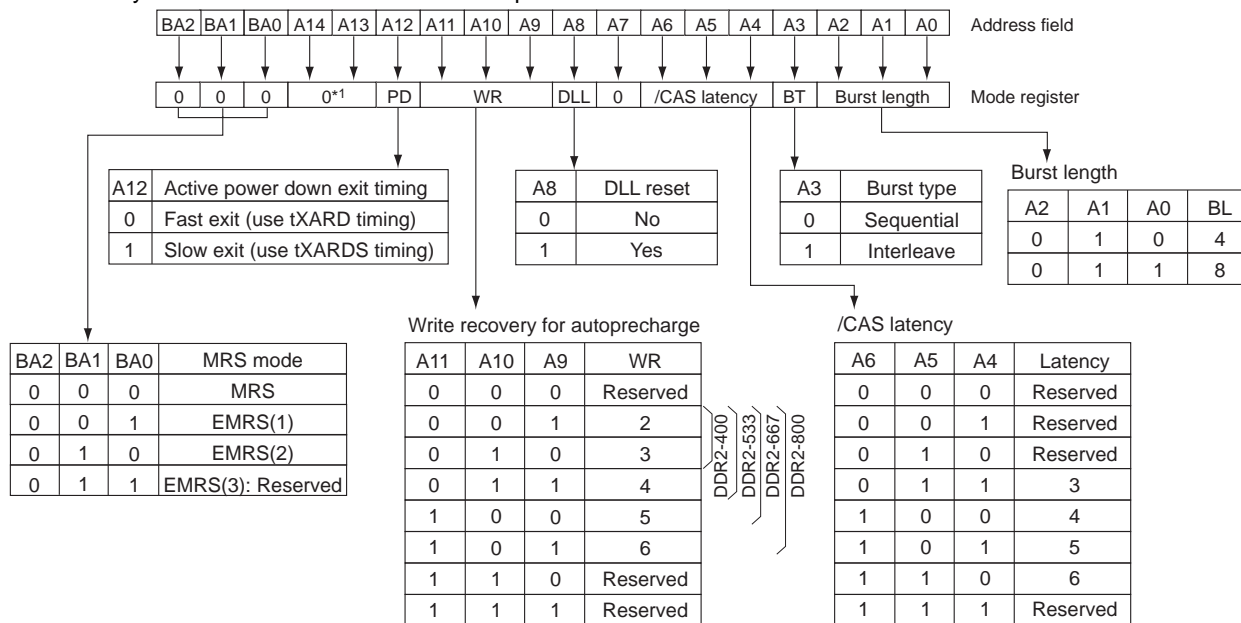 BA2 BA1 BA0 A14 A13 A12 A11 A10 A9 A8 A7 A6 A5 A4 A3 A2 A1 A0 Address field
0 0 0 0*1 PD WR DLL 0 /CAS latency BT Burst length Mode register
A12 Active power down exit timing
0 Fast exit (use tXARD timing)
1 Slow exit (use tXARDS timing)
A8 DLL reset
0 No
1 Yes
A3 Burst type
0 Sequential
1 Interleave
Burst length
A2 A1 A0 BL
0 1 0 4
0 1 1 8
BA2 BA1 BA0 MRS mode
0 0 0 MRS
0 0 1 EMRS(1)
0 1 0 EMRS(2)
0 1 1 EMRS(3): Reserved
Write recovery for autoprecharge
A11 A10 A9 WR
0 0 0 Reserved
0 0 1 2
0 1 0 3
0 1 1 4
1 0 0 5
1 0 1 6
1 1 0 Reserved
1 1 1 Reserved
DDR2-400
DDR2-533
DDR2-667
DDR2-800
/CAS latency
A6 A5 A4 Latency
0 0 0 Reserved
0 0 1 Reserved
0 1 0 Reserved
0 1 1 3
1 0 0 4
1 0 1 5
1 1 0 6
1 1 1 Reserved